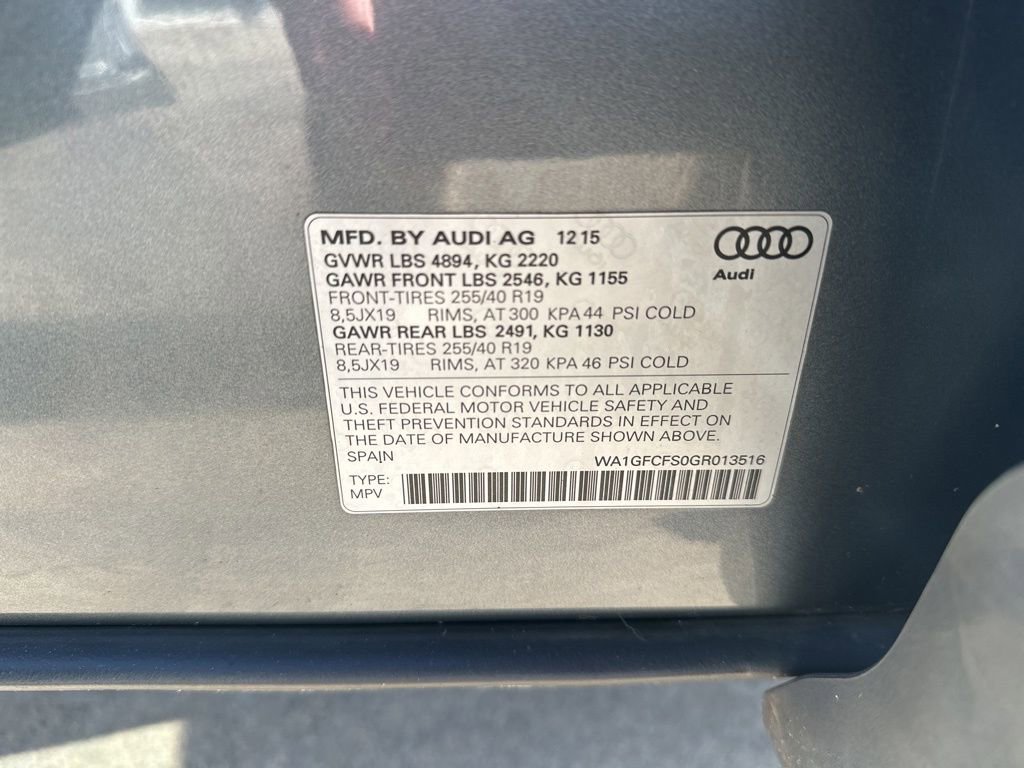 MFD. BY AUDI AG 12 15
GVWR LBS 4894, KG 2220
GAWR FRONT LBS 2546, KG 1155
FRONT-TIRES 255/40 R19
8,5JX19 RIMS, AT 300 KPA 44 PSI COLD
GAWR REAR LBS 2491, KG 1130
REAR-TIRES 255/40 R19
8,5JX19 RIMS, AT 320 KPA 46 PSI COLD
Audi
THIS VEHICLE CONFORMS TO ALL APPLICABLE
U.S. FEDERAL MOTOR VEHICLE SAFETY AND
THEFT PREVENTION STANDARDS IN EFFECT ON
THE DATE OF MANUFACTURE SHOWN ABOVE.
SPAIN WA1GFCFS0GR013516
TYPE:
MPV